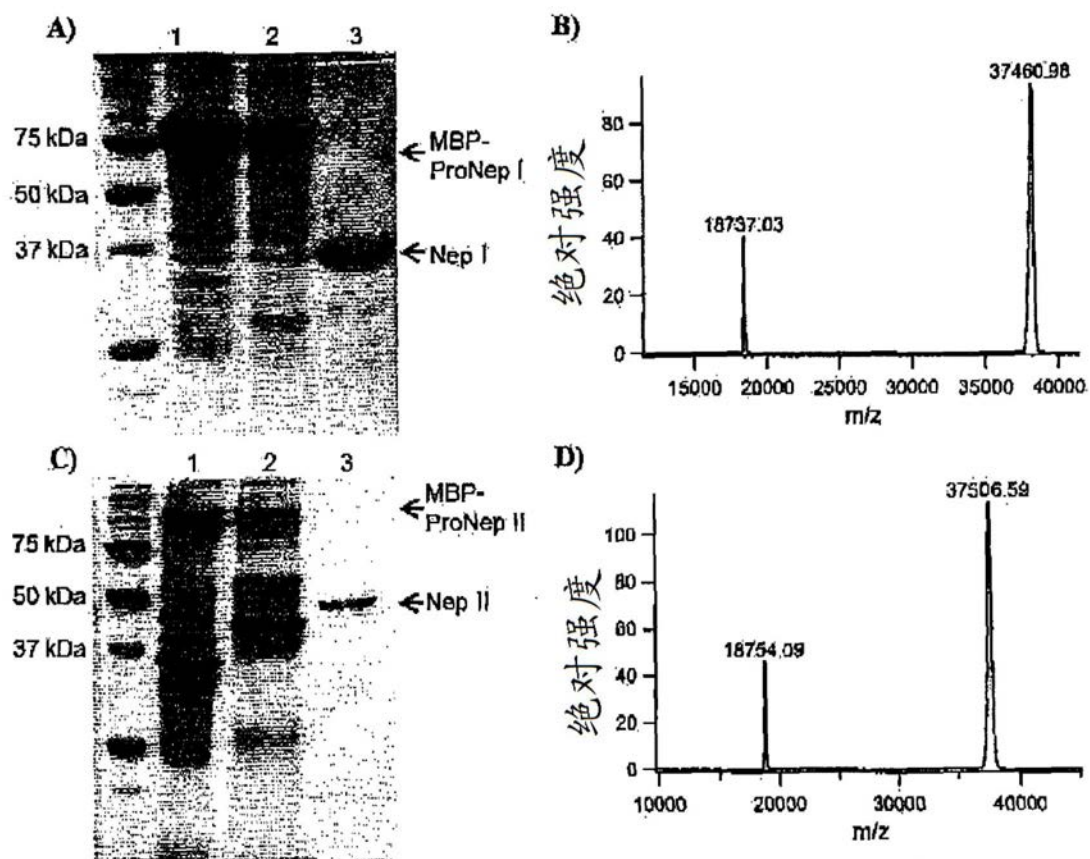 A)
1 2 3
75 kDa
50 kDa
37 kDa
MBP-
ProNep I
Nep I
B)
37460.98
18737.03
80
60
40
20
0
绝对强度
15000 20000 25000 30000 35000 40000
m/z
C)
1 2 3
75 kDa
50 kDa
37 kDa
MBP-
ProNep II
Nep II
D)
37506.59
18754.09
100
80
60
40
20
0
绝对强度
10000 20000 30000 40000
m/z